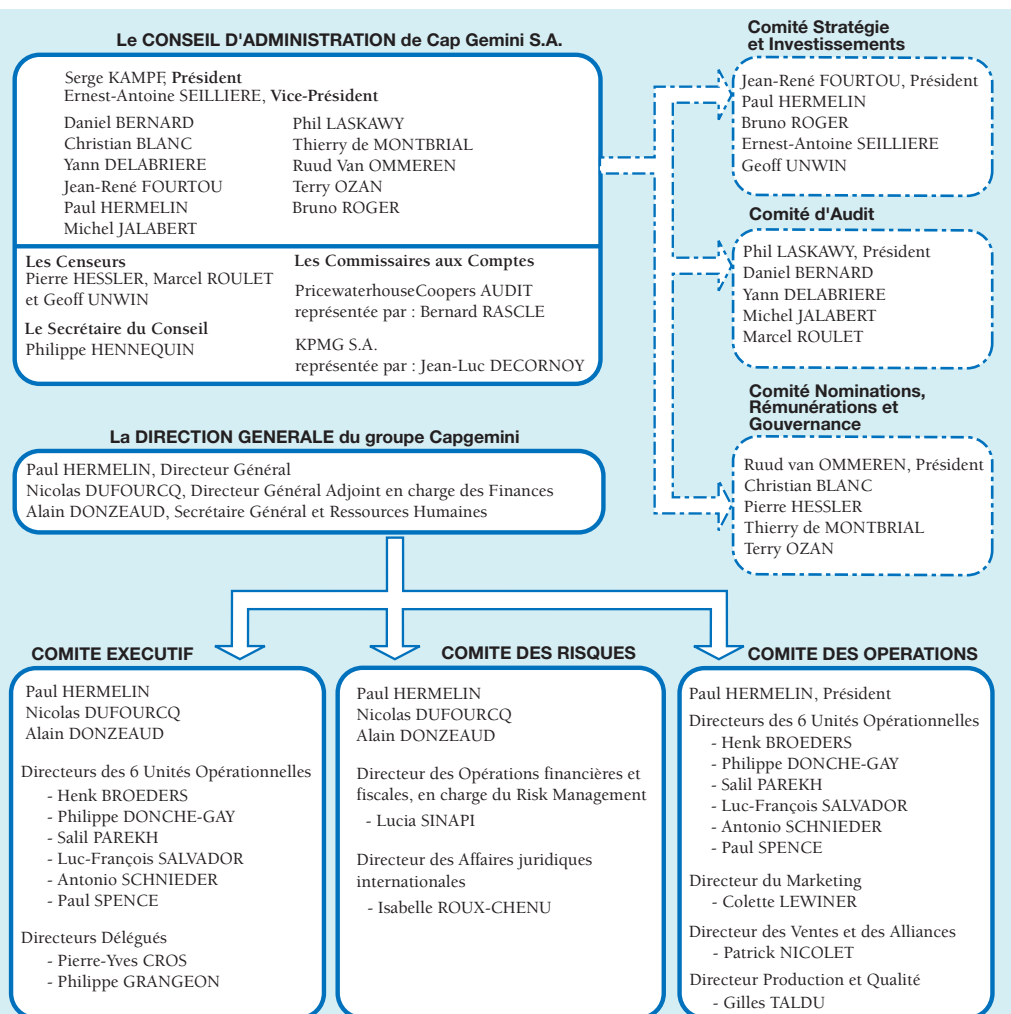 Le CONSEIL D'ADMINISTRATION de Cap Gemini S.A.
Serge KAMPF, Président
Ernest-Antoine SEILLIERE, Vice-Président
Daniel BERNARD
Christian BLANC
Yann DELABRIERE
Jean-René FOURTOU
Paul HERMELIN
Michel JALABERT
Phil LASKAWY
Thierry de MONTBRIAL
Ruud Van OMMEREN
Terry OZAN
Bruno ROGER
Les Censeurs
Pierre HESSLER, Marcel ROULET
et Geoff UNWIN
Le Secrétaire du Conseil
Philippe HENNEQUIN
Les Commissaires aux Comptes
PricewaterhouseCoopers AUDIT
représentée par : Bernard RASCLE
KPMG S.A.
représentée par : Jean-Luc DECORNOY
Comité Stratégie
et Investissements
Jean-René FOURTOU, Président
Paul HERMELIN
Bruno ROGER
Ernest-Antoine SEILLIERE
Geoff UNWIN
Comité d'Audit
Phil LASKAWY, Président
Daniel BERNARD
Yann DELABRIERE
Michel JALABERT
Marcel ROULET
Comité Nominations,
Rémunérations et
Gouvernance
Ruud van OMMEREN, Président
Christian BLANC
Pierre HESSLER
Thierry de MONTBRIAL
Terry OZAN
La DIRECTION GENERALE du groupe Capgemini
Paul HERMELIN, Directeur Général
Nicolas DUFOURCQ, Directeur Général Adjoint en charge des Finances
Alain DONZEAUD, Secrétaire Général et Ressources Humaines
COMITE EXECUTIF
Paul HERMELIN
Nicolas DUFOURCQ
Alain DONZEAUD
Directeurs des 6 Unités Opérationnelles
- Henk BROEDERS
- Philippe DONCHE-GAY
- Salil PAREKH
- Luc-François SALVADOR
- Antonio SCHNIEDER
- Paul SPENCE
Directeurs Délégués
- Pierre-Yves CROS
- Philippe GRANGEON
COMITE DES RISQUES
Paul HERMELIN
Nicolas DUFOURCQ
Alain DONZEAUD
Directeur des Opérations financières et
fiscales, en charge du Risk Management
- Lucia SINAPI
Directeur des Affaires juridiques
internationales
- Isabelle ROUX-CHENU
COMITE DES OPERATIONS
Paul HERMELIN, Président
Directeurs des 6 Unités Opérationnelles
- Henk BROEDERS
- Philippe DONCHE-GAY
- Salil PAREKH
- Luc-François SALVADOR
- Antonio SCHNIEDER
- Paul SPENCE
Directeur du Marketing
- Colette LEWINER
Directeur des Ventes et des Alliances
- Patrick NICOLET
Directeur Production et Qualité
- Gilles TALDU